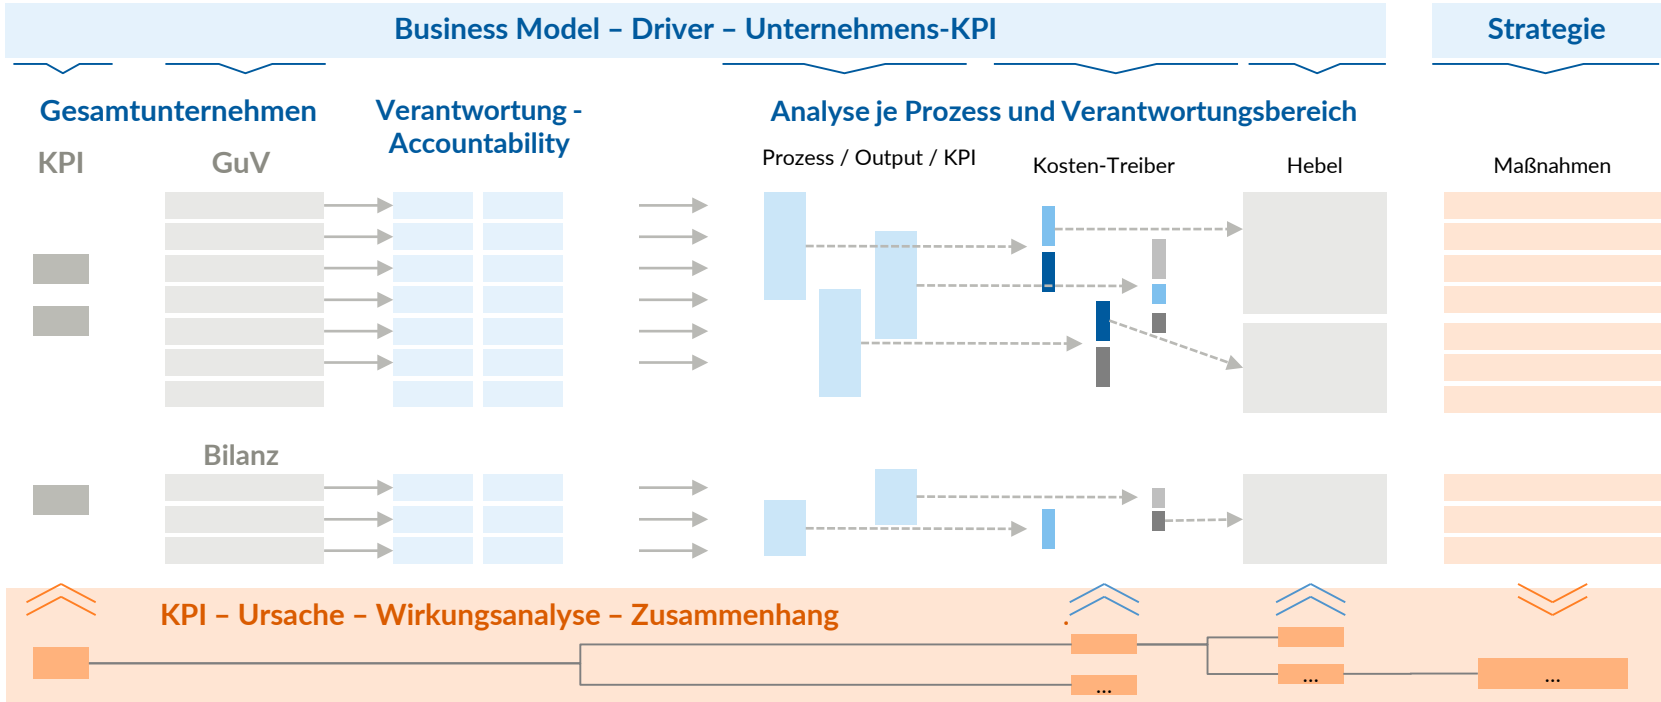 Business Model – Driver – Unternehmens-KPI
Strategie
Gesamtunternehmen
Verantwortung -
Accountability
Analyse je Prozess und Verantwortungsbereich
KPI
GuV
Prozess / Output / KPI
Kosten-Treiber
Hebel
Maßnahmen
Bilanz
KPI – Ursache – Wirkungsanalyse – Zusammenhang
.
...
...
...